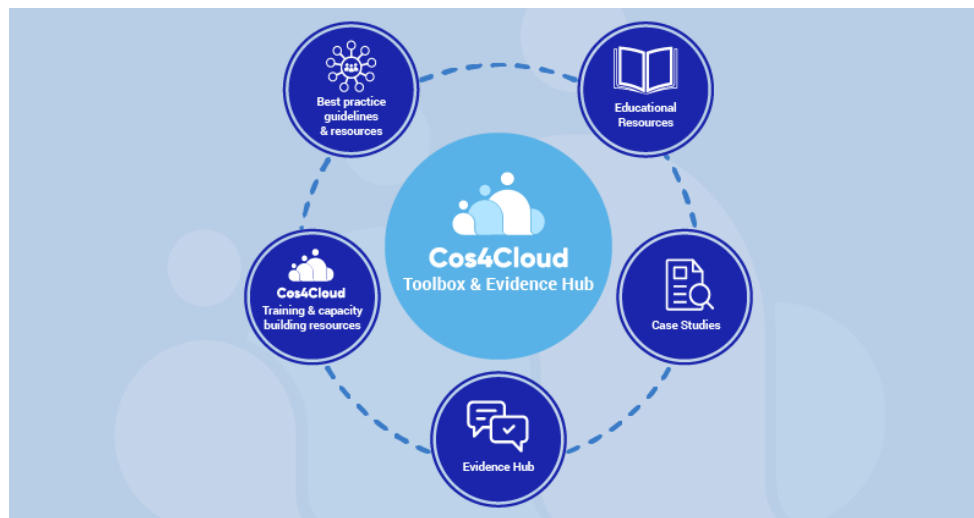 Best practice
guidelines
& resources
Educational
Resources
Cos4Cloud
Toolbox & Evidence Hub
Cos4Cloud
Training & capacity
building resources
Case Studies
Evidence Hub